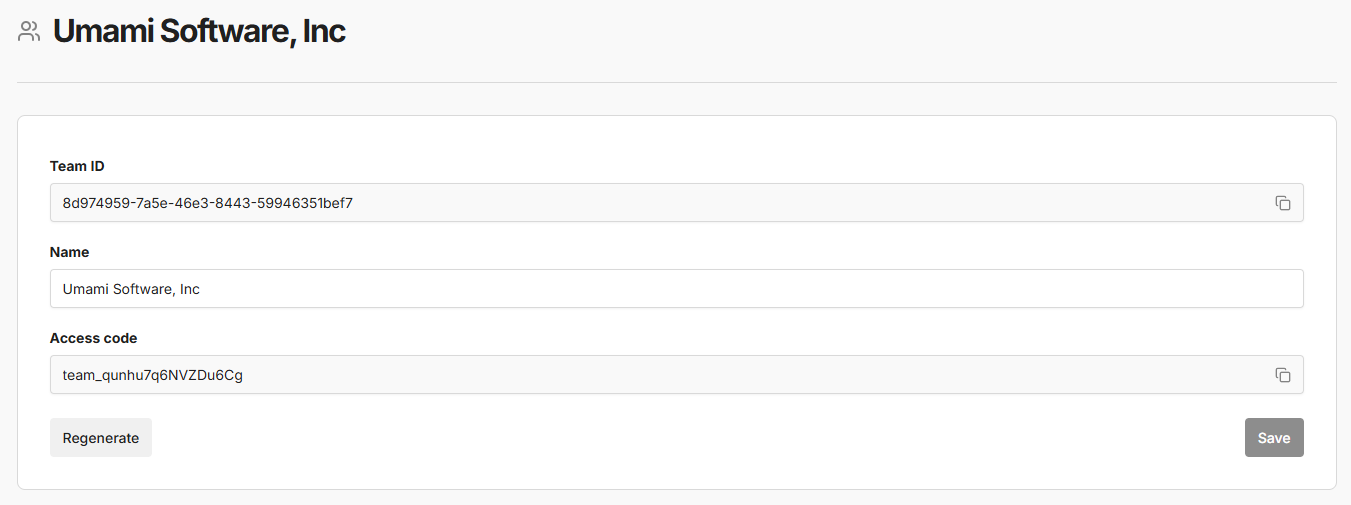 Umami Software, Inc
Team ID
8d974959-7a5e-46e3-8443-59946351bef7
Name
Umami Software, Inc
Access code
team_qunhu7q6NVZDu6Cg
Regenerate
Save